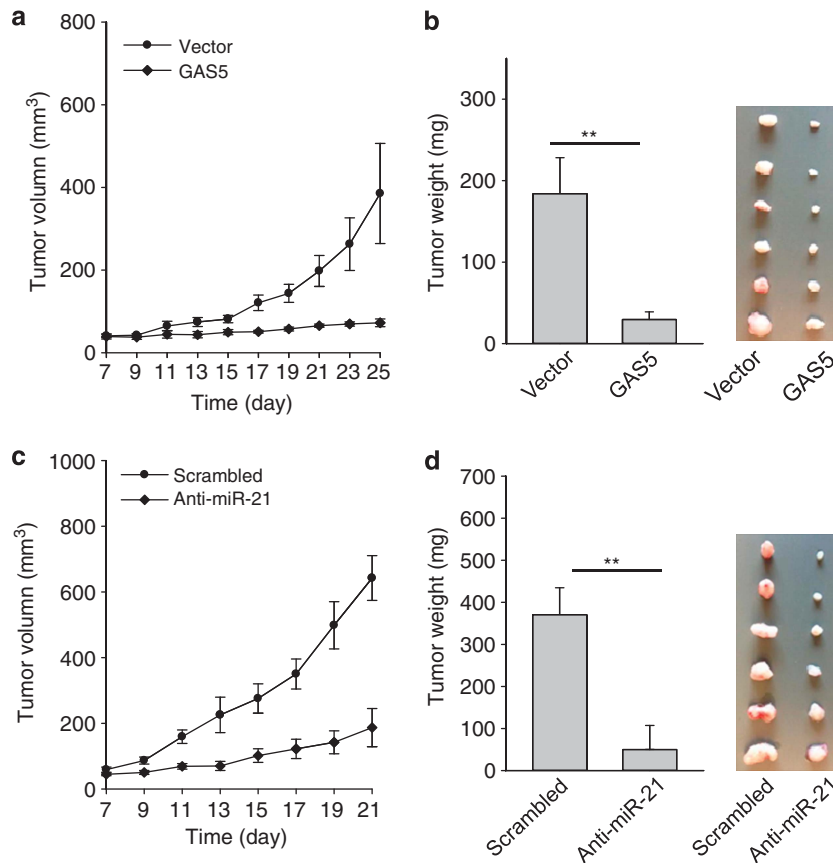 a
800
600
400
200
0
Tumor volumn (mm³)
Vector
GAS5
7 9 11 13 15 17 19 21 23 25
Time (day)
b
300
200
100
0
Tumor weight (mg)
**
Vector GAS5
Vector GAS5
c
1000
800
600
400
200
0
Tumor volumn (mm³)
Scrambled
Anti-miR-21
7 9 11 13 15 17 19 21
Time (day)
d
700
600
500
400
300
200
100
0
Tumor weight (mg)
**
Scrambled Anti-miR-21
Scrambled Anti-miR-21